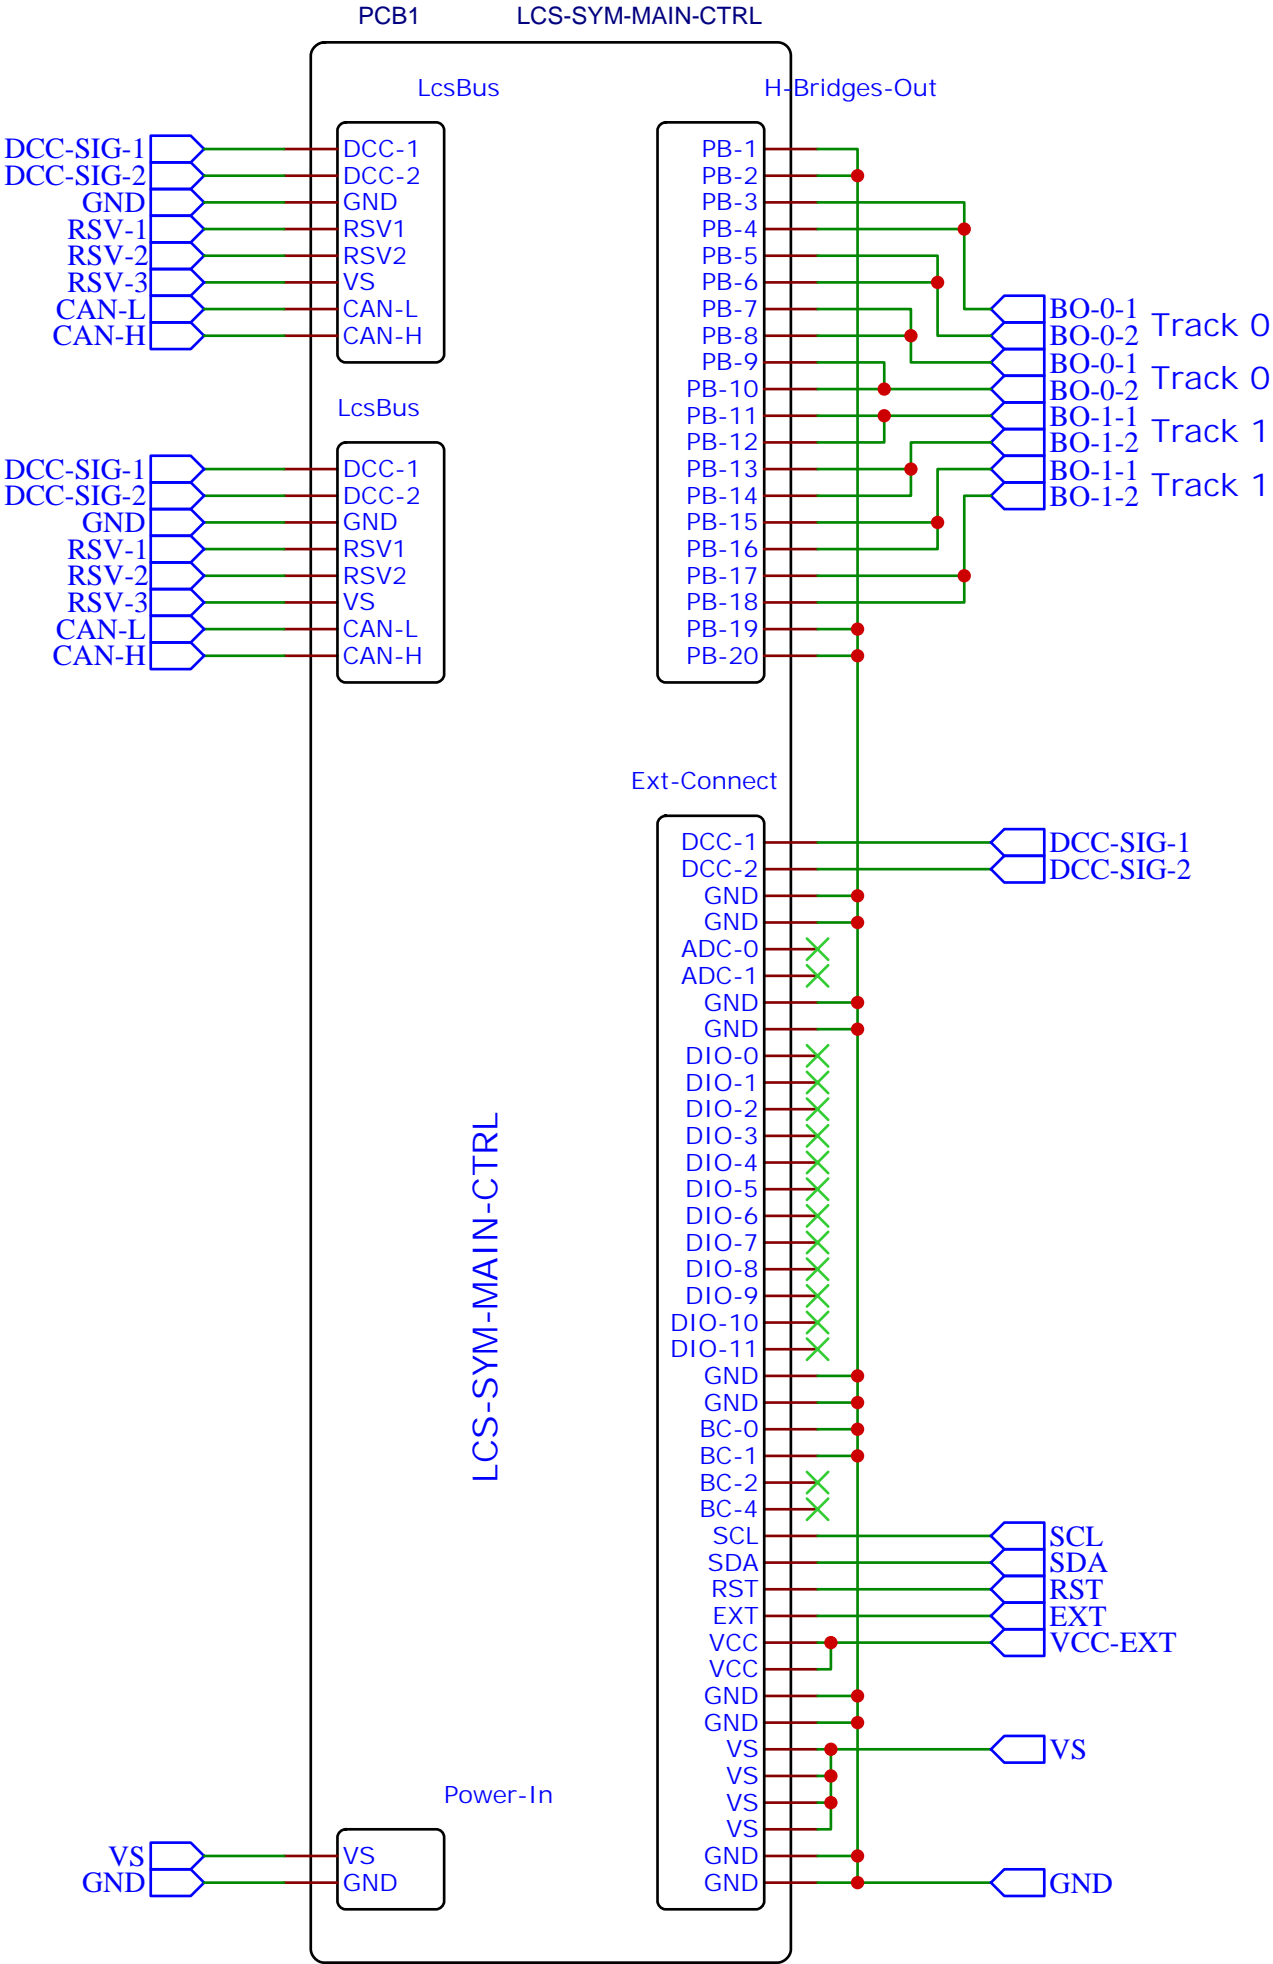 PCB1 LCS-SYM-MAIN-CTRL
LcsBus
DCC-SIG-1 DCC-1
DCC-SIG-2 DCC-2
GND GND
RSV-1 RSV1
RSV-2 RSV2
RSV-3 VS
CAN-L CAN-L
CAN-H CAN-H
LcsBus
DCC-SIG-1 DCC-1
DCC-SIG-2 DCC-2
GND GND
RSV-1 RSV1
RSV-2 RSV2
RSV-3 VS
CAN-L CAN-L
CAN-H CAN-H
LCS-SYM-MAIN-CTRL
Power-In
VS VS
GND GND
H-Bridges-Out
PB-1
PB-2
PB-3
PB-4
PB-5
PB-6
PB-7
PB-8
PB-9
PB-10
PB-11
PB-12
PB-13
PB-14
PB-15
PB-16
PB-17
PB-18
PB-19
PB-20
BO-0-1
BO-0-2
Track 0
BO-0-1
BO-0-2
Track 0
BO-1-1
BO-1-2
Track 1
BO-1-1
BO-1-2
Track 1
Ext-Connect
DCC-1 DCC-SIG-1
DCC-2 DCC-SIG-2
GND
GND
ADC-0
ADC-1
GND
GND
DIO-0
DIO-1
DIO-2
DIO-3
DIO-4
DIO-5
DIO-6
DIO-7
DIO-8
DIO-9
DIO-10
DIO-11
GND
GND
BC-0
BC-1
BC-2
BC-4
SCL SCL
SDA SDA
RST RST
EXT EXT
VCC VCC-EXT
VCC
GND
GND
VS VS
VS
VS
VS
GND
GND GND